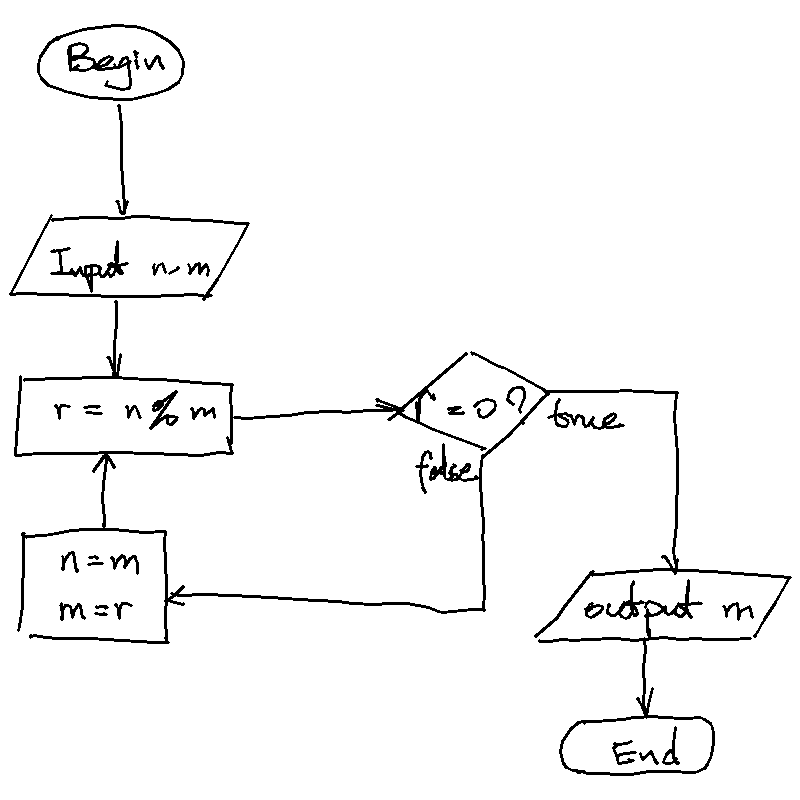 Begin
Input n, m
r = n % m
r = 0 ?
true
false
n = m
m = r
output m
End